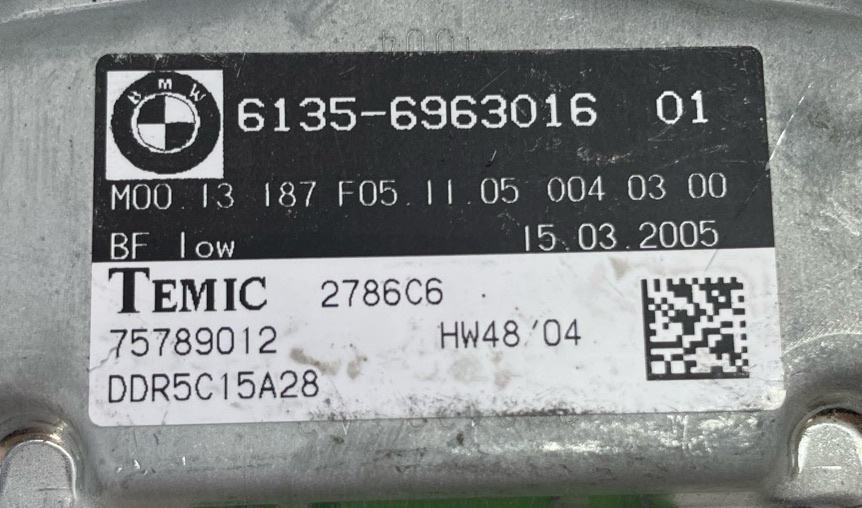 BMW
6135-6963016 01
M00.13 187 F05.11.05 004 03 00
BF low 15.03.2005
TEMIC 2786C6
75789012 HW48/04
DDR5C15A28